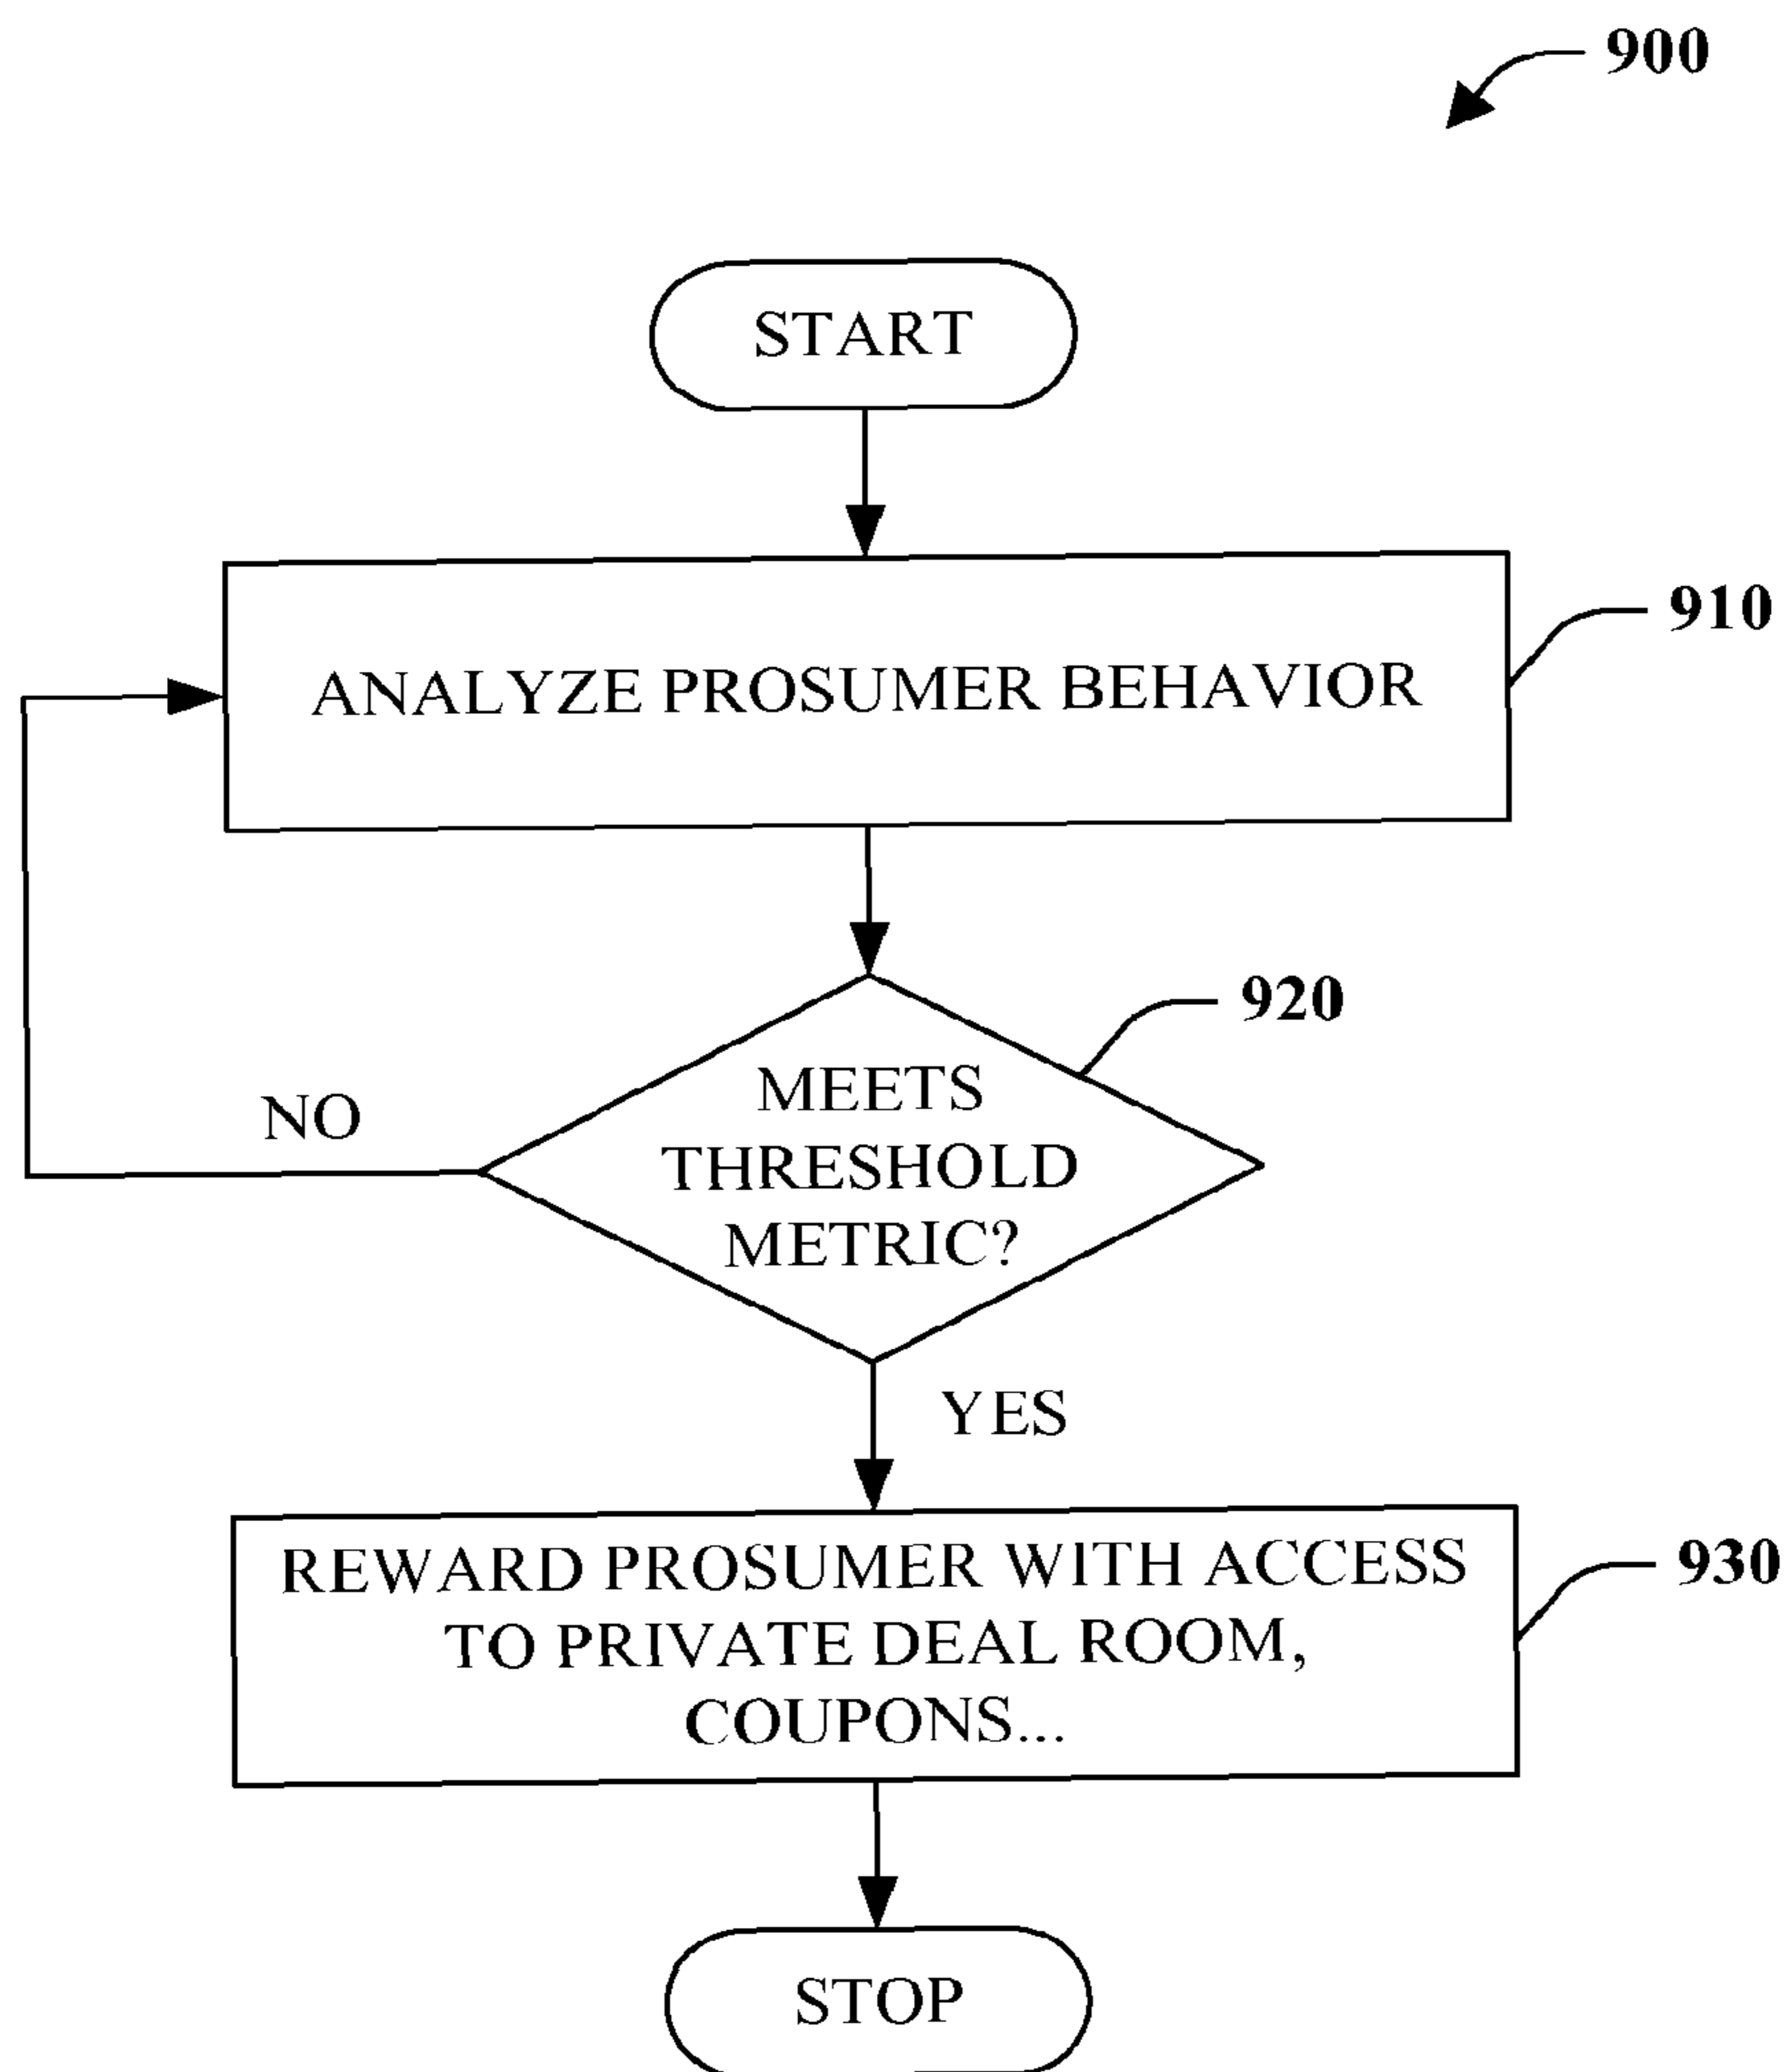 900
START
910
ANALYZE PROSUMER BEHAVIOR
920
MEETS
THRESHOLD
METRIC?
NO
YES
930
REWARD PROSUMER WITH ACCESS
TO PRIVATE DEAL ROOM,
COUPONS...
STOP